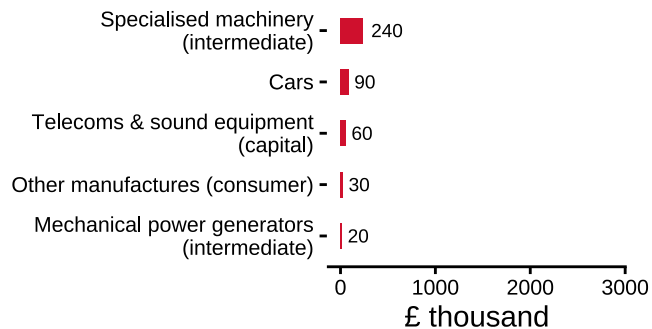 Specialised machinery
(intermediate)
240
Cars
90
Telecoms & sound equipment
(capital)
60
Other manufactures (consumer)
30
Mechanical power generators
(intermediate)
20
0 1000 2000 3000
£ thousand